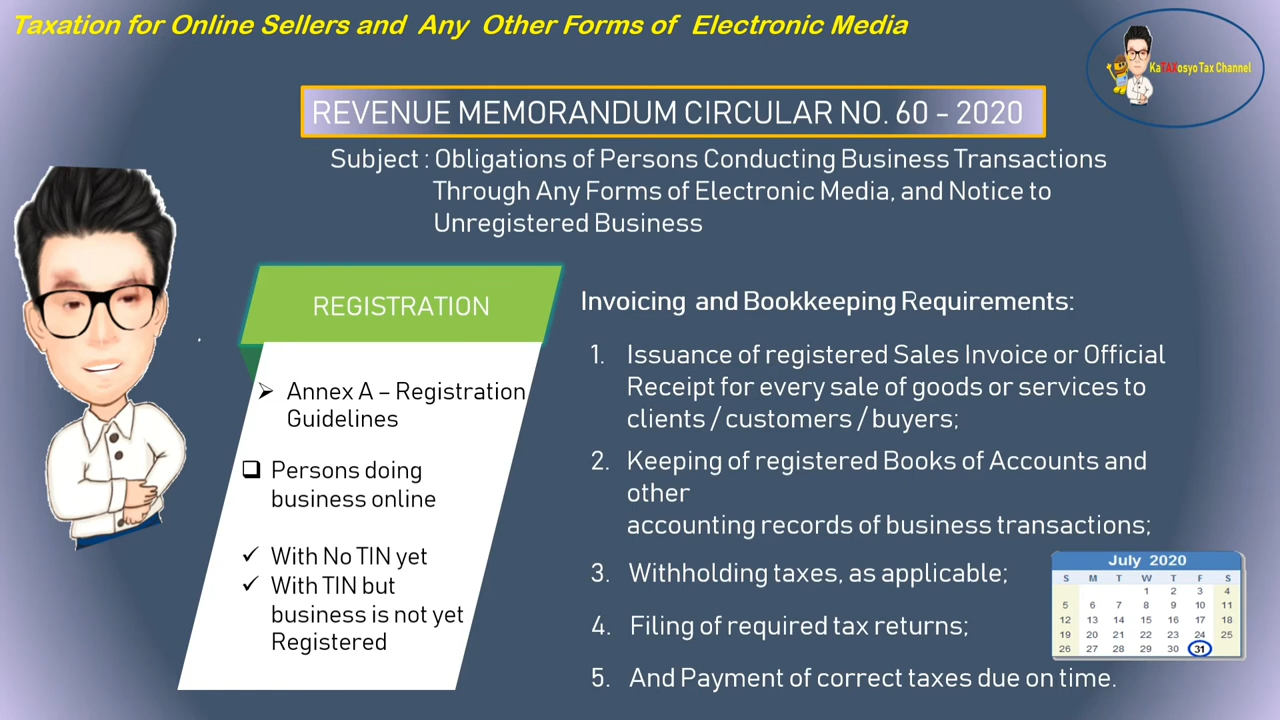 Taxation for Online Sellers and Any Other Forms of Electronic Media
KaTAXosyo Tax Channel
REVENUE MEMORANDUM CIRCULAR NO. 60 - 2020
Subject : Obligations of Persons Conducting Business Transactions
Through Any Forms of Electronic Media, and Notice to
Unregistered Business
REGISTRATION
➢ Annex A – Registration
Guidelines
❑ Persons doing
business online
✓ With No TIN yet
✓ With TIN but
business is not yet
Registered
Invoicing and Bookkeeping Requirements:
1. Issuance of registered Sales Invoice or Official
Receipt for every sale of goods or services to
clients / customers / buyers;
2. Keeping of registered Books of Accounts and
other
accounting records of business transactions;
3. Withholding taxes, as applicable;
4. Filing of required tax returns;
5. And Payment of correct taxes due on time.
July 2020
S M T W T F S
1 2 3 4
5 6 7 8 9 10 11
12 13 14 15 16 17 18
19 20 21 22 23 24 25
26 27 28 29 30 31